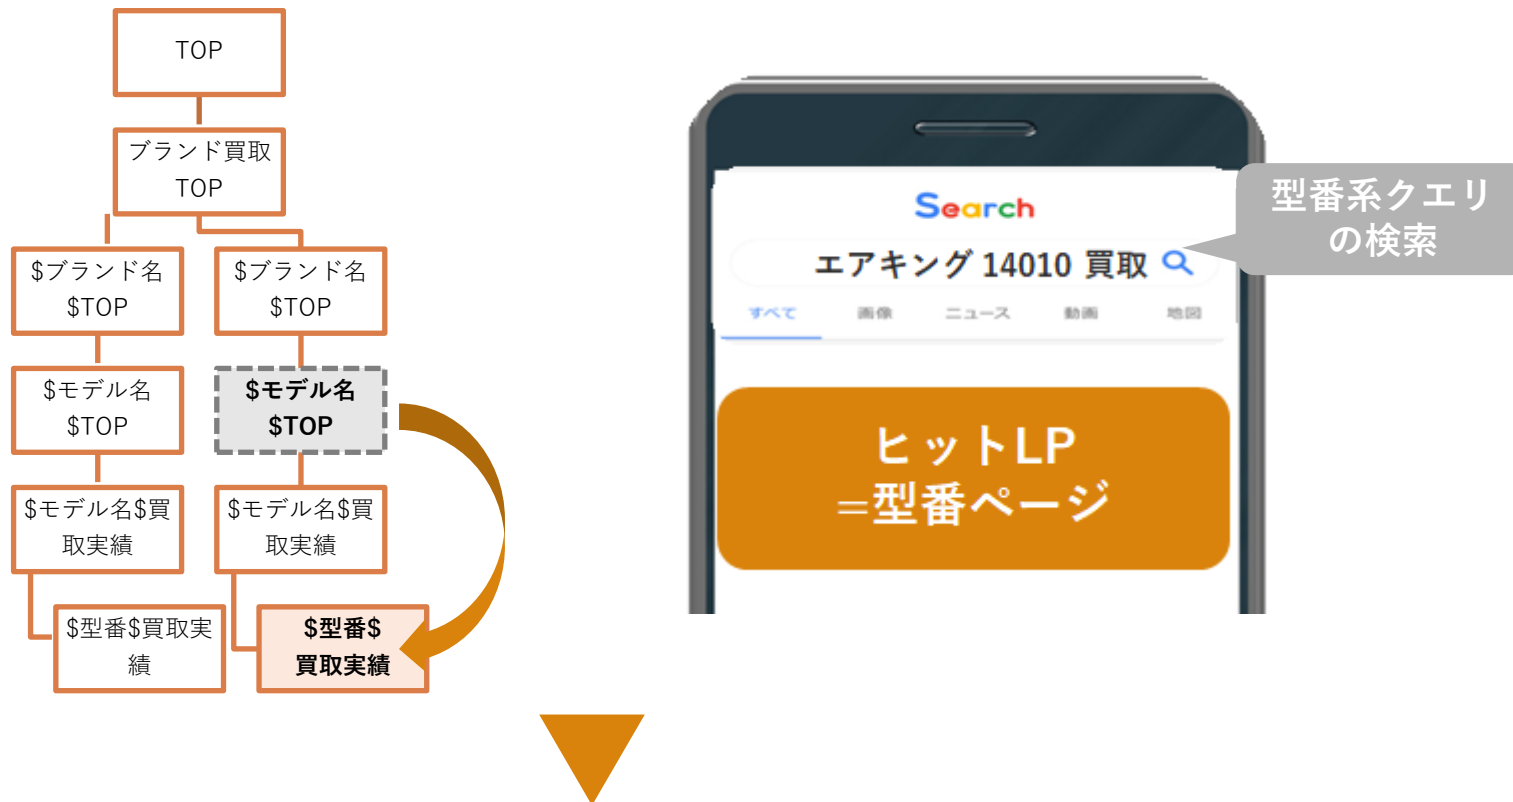 TOP
ブランド買取
TOP
$ブランド名
$TOP
$ブランド名
$TOP
$モデル名
$TOP
$モデル名
$TOP
$モデル名$買
取実績
$モデル名$買
取実績
$型番$買取実
績
$型番$
買取実績
Search
エアキング 14010 買取
すべて 画像 ニュース 動画 地図
ヒットLP
=型番ページ
型番系クエリ
の検索